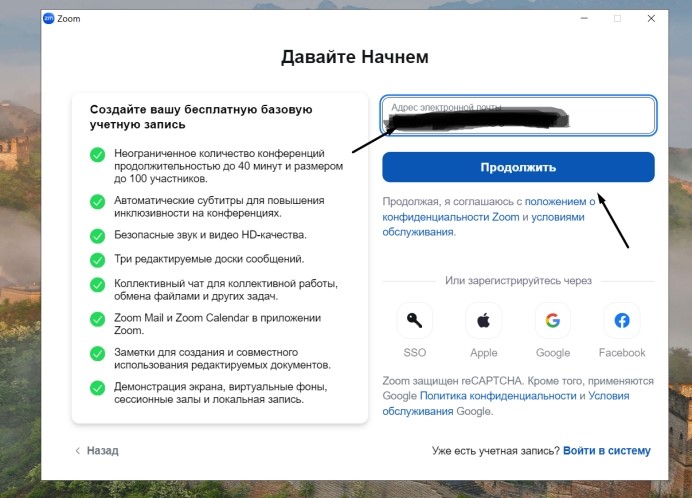 zm Zoom
Давайте Начнем
Создайте вашу бесплатную базовую
учетную запись
Неограниченное количество конференций
продолжительностью до 40 минут и размером
до 100 участников.
Автоматические субтитры для повышения
инклюзивности на конференциях.
Безопасные звук и видео HD-качества.
Три редактируемые доски сообщений.
Коллективный чат для коллективной работы,
обмена файлами и других задач.
Zoom Mail и Zoom Calendar в приложении
Zoom.
Заметки для создания и совместного
использования редактируемых документов.
Демонстрация экрана, виртуальные фоны,
сессионные залы и локальная запись.
Адрес электронной почты
Продолжить
Продолжая, я соглашаюсь с положением о
конфиденциальности Zoom и условиями
обслуживания.
Или зарегистрируйтесь через
SSO Apple Google Facebook
Zoom защищен reCAPTCHA. Кроме того, применяются
Google Политика конфиденциальности и Условия
обслуживания Google.
Назад
Уже есть учетная запись? Войти в систему